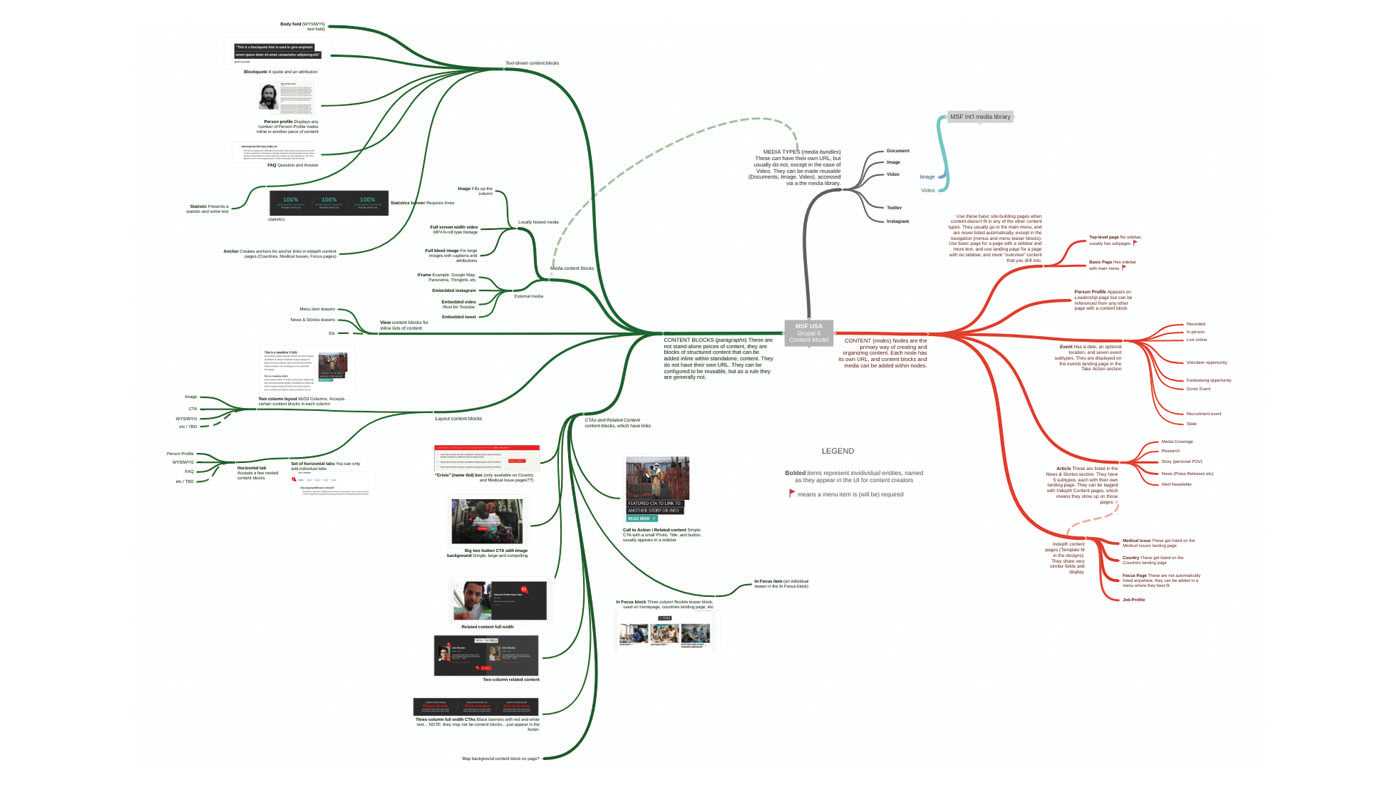 Body field (WYSIWYG
text field)
"This is a blockquote that is used to give emphasis
Blockquote A quote and an attribution
Person profile Displays any
number of Person Profile nodes
inline in another piece of content
FAQ Question and Answer
Statistic Presents a
statistic and some text
100% 100% 100%
Statistics banner Requires three
statistics
Anchor Creates anchors for anchor links in-page content
pages (Countries, Medical Issues, Focus pages)
Text-driven content blocks
Image Fills up the
column
Full screen width video
MP4/B-roll type footage
Full bleed image For large
images with captions and
attributions
Locally hosted media
Media content blocks
iFrame Example: Google Map,
Panorama, Thinglink, etc.
Embedded instagram
Embedded video
Must be Youtube
Embedded tweet
External media
Menu item teasers
News & Stories teasers
Etc
View content blocks for
inline lists of content
Two column layout 66/33 Columns, Accepts
certain content blocks in each column
Image
CTA
WYSIWYG
etc / TBD
Layout content blocks
Person Profile
WYSIWYG
FAQ
etc / TBD
Horizontal tab
Accepts a few nested
content blocks
Set of horizontal tabs You can only
add individual tabs
CONTENT BLOCKS (paragraphs) These are
not stand-alone pieces of content, they are
blocks of structured content that can be
added inline within standalone, content. They
do not have their own URL. They can be
configured to be reusable, but as a rule they
are generally not.
CTAs and Related Content
content blocks, which have links
"Crisis" (name tbd) box (only available on Country
and Medical Issue pages??)
Big two button CTA with image
background Simple, large and compelling
Related content full-width
Two-column related content
Three-column full width CTAs Black banners with red and white
text... NOTE: they may not be content blocks... just appear in the
footer.
Map background content block on page?
FEATURED CTA TO LINK TO
ANOTHER STORY OR INFO
READ MORE
Call to Action / Related content Simple
CTA with a small Photo, Title, and button,
usually appears in a sidebar
In Focus item (an individual
teaser in the In Focus block)
In Focus block Three column flexible teaser block,
used on homepage, countries landing page, etc
MEDIA TYPES (media bundles)
These can have their own URL, but
usually do not, except in the case of
Video. They can be made reusable
(Documents, Image, Video), accessed
via a the media library.
Document
Image
Video
Twitter
Instagram
MSF Int'l media library
Image
Video
MSF USA
Drupal 8
Content Model
CONTENT (nodes) Nodes are the
primary way of creating and
organizing content. Each node has
its own URL, and content blocks and
media can be added within nodes.
Use these basic site-building pages when
content doesn't fit in any of the other content
types. They usually go in the main menu, and
are never listed automatically, except in the
navigation (menus and menu teaser blocks).
Use basic page for a page with a sidebar and
more text, and use landing page for a page
with no sidebar, and more "overview" content
that you drill into.
Top-level page No sidebar,
usually has subpages.
Basic Page Has sidebar
with main menu.
Person Profile Appears on
Leadership page but can be
referenced from any other
page with a content block
Event Has a date, an optional
location, and seven event
subtypes. They are displayed on
the events landing page in the
Take Action section
Recorded
In-person
Live online
Volunteer opportunity
Fundraising opportunity
Donor Event
Recruitment event
Article These are listed in the
News & Stories section. They have
5 subtypes, each with their own
landing page. They can be tagged
with Indepth Content pages, which
means they show up on those
pages.
Media Coverage
Research
Story (personal POV)
News (Press Releases) etc
Alert Newsletter
Indepth content
pages (Template fit
in the designs).
They share very
similar fields and
display.
Medical Issue These get listed on the
Medical Issues landing page
Country These get listed on the
Countries landing page
Focus Page These are not automatically
listed anywhere, they can be added in a
menu where they best fit
Job Profile
LEGEND
Bolded items represent individual entities, named
as they appear in the UI for content creators
means a menu item is (will be) required